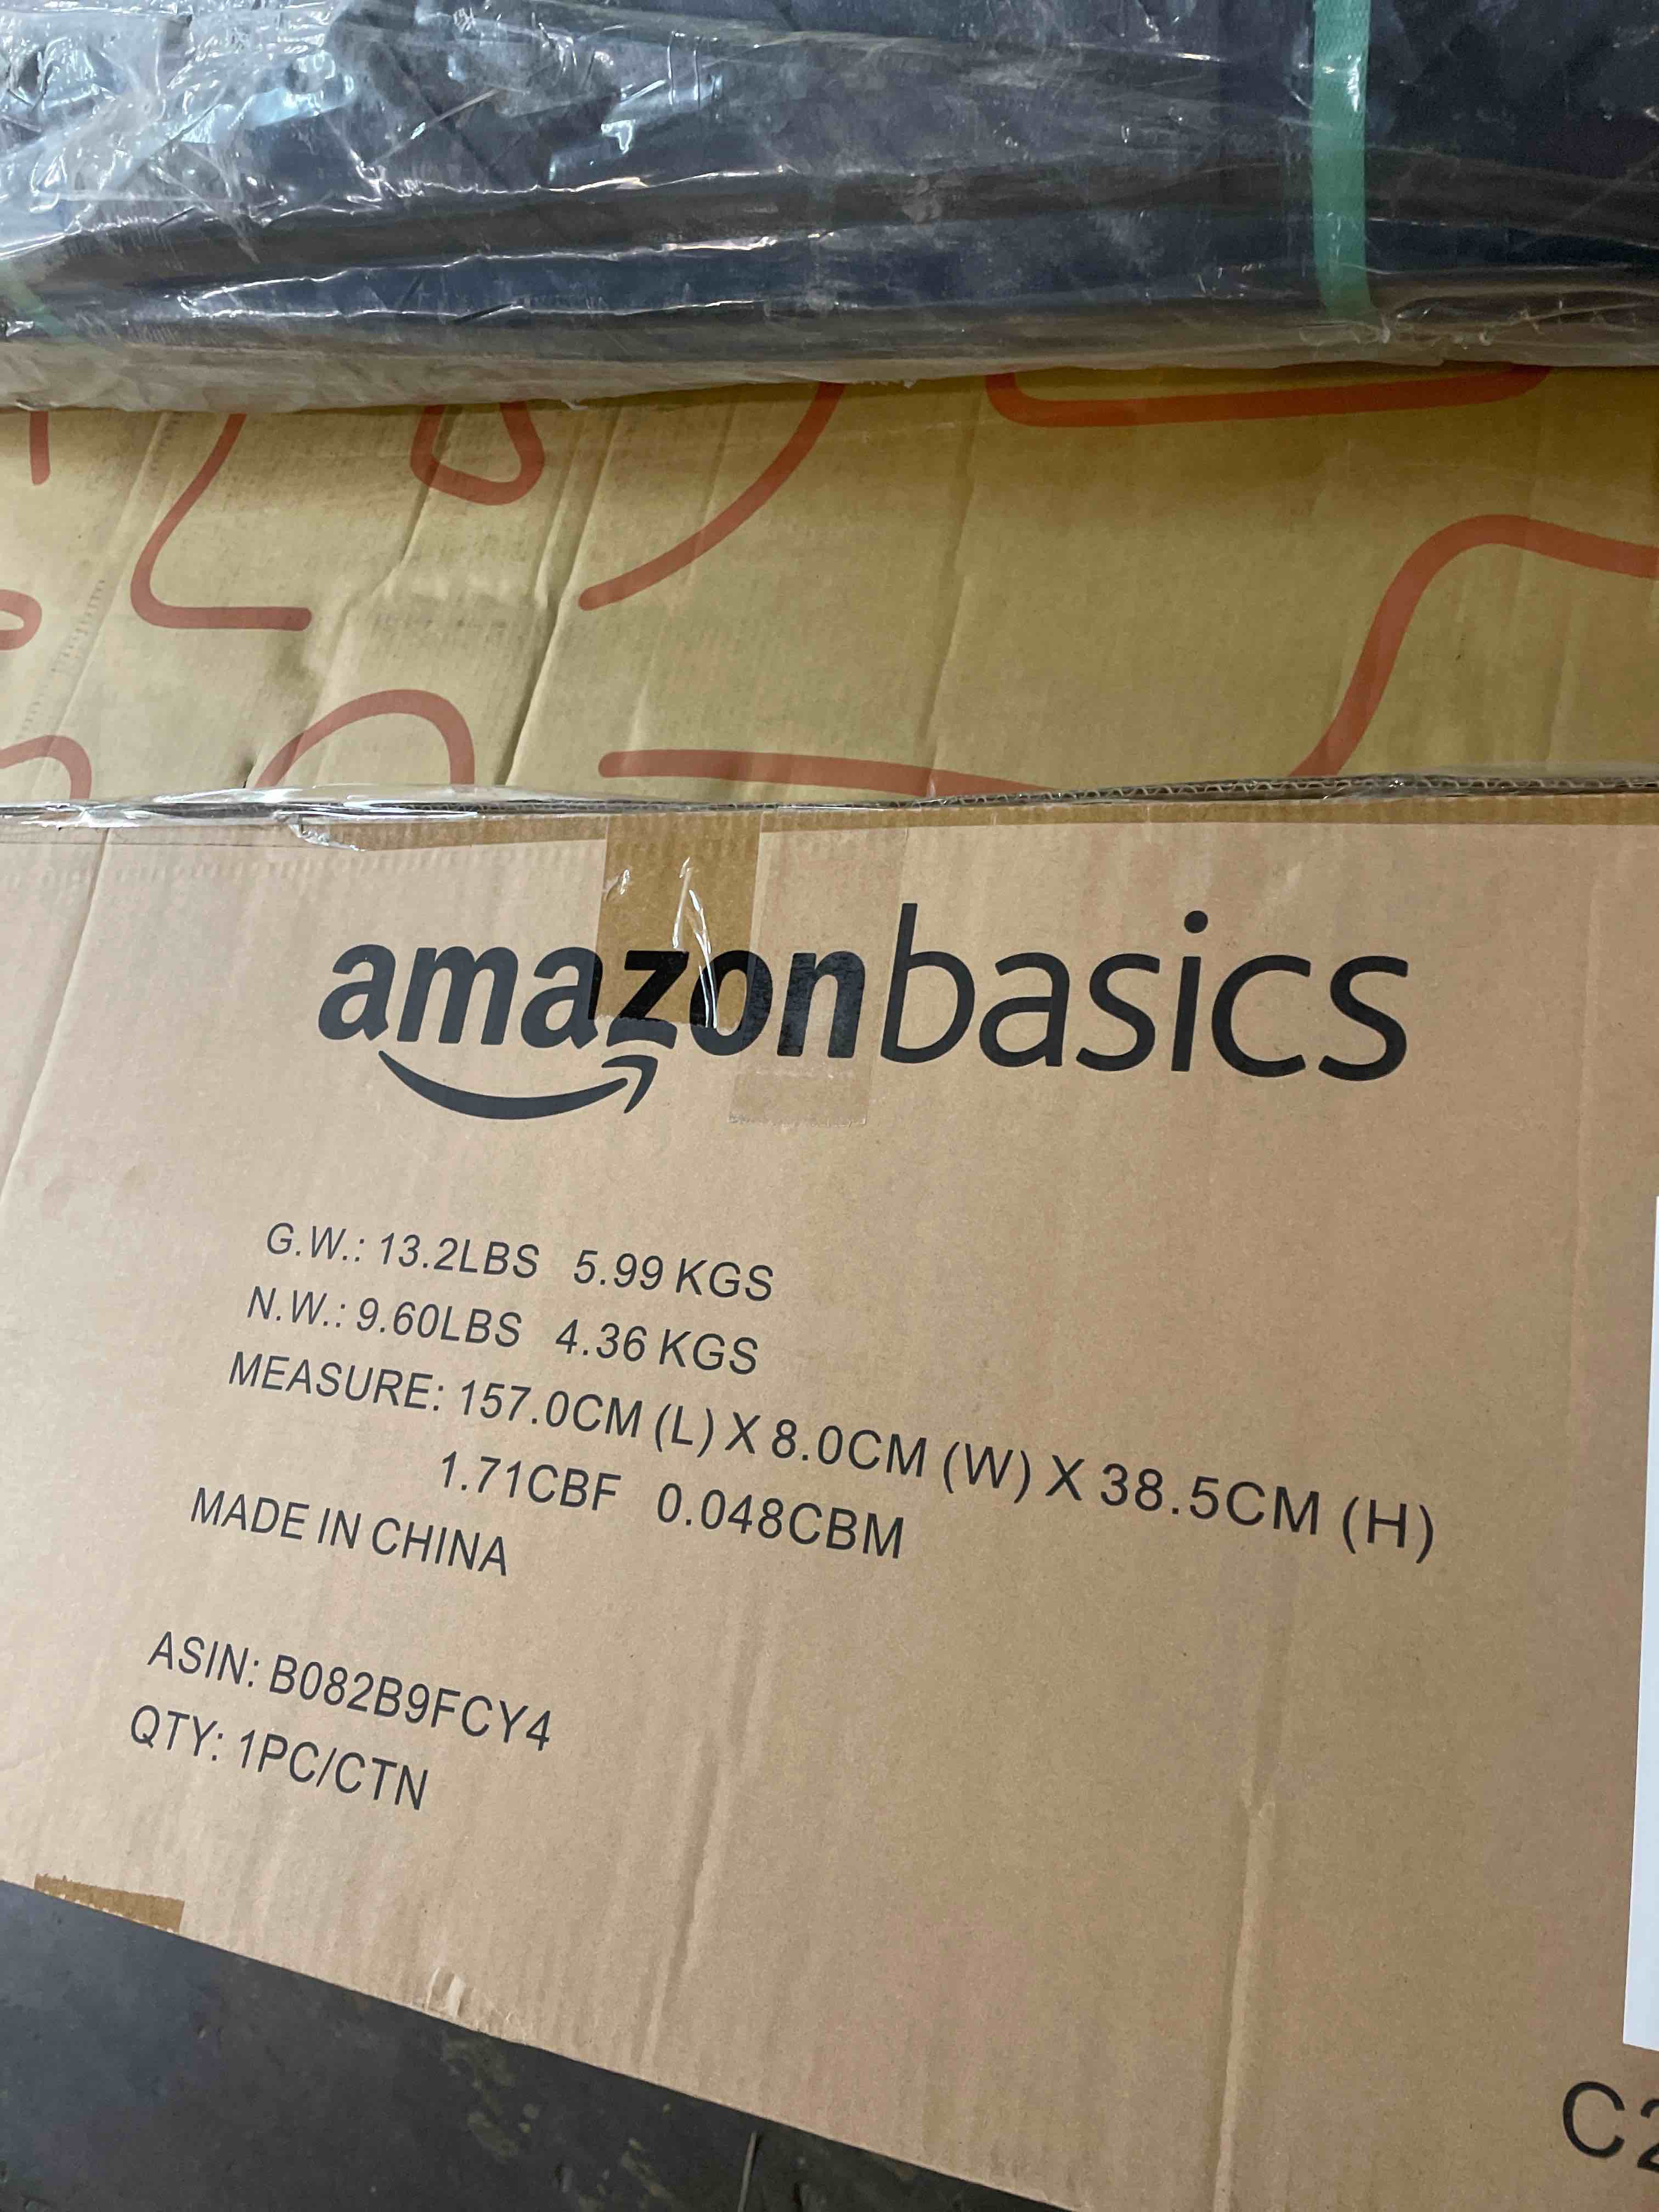 amazonbasics
G.W.: 13.2LBS 5.99 KGS
N.W.: 9.60LBS 4.36 KGS
MEASURE: 157.0CM (L) X 8.0CM (W) X 38.5CM (H)
1.71CBF 0.048CBM
MADE IN CHINA
ASIN: B082B9FCY4
QTY: 1PC/CTN